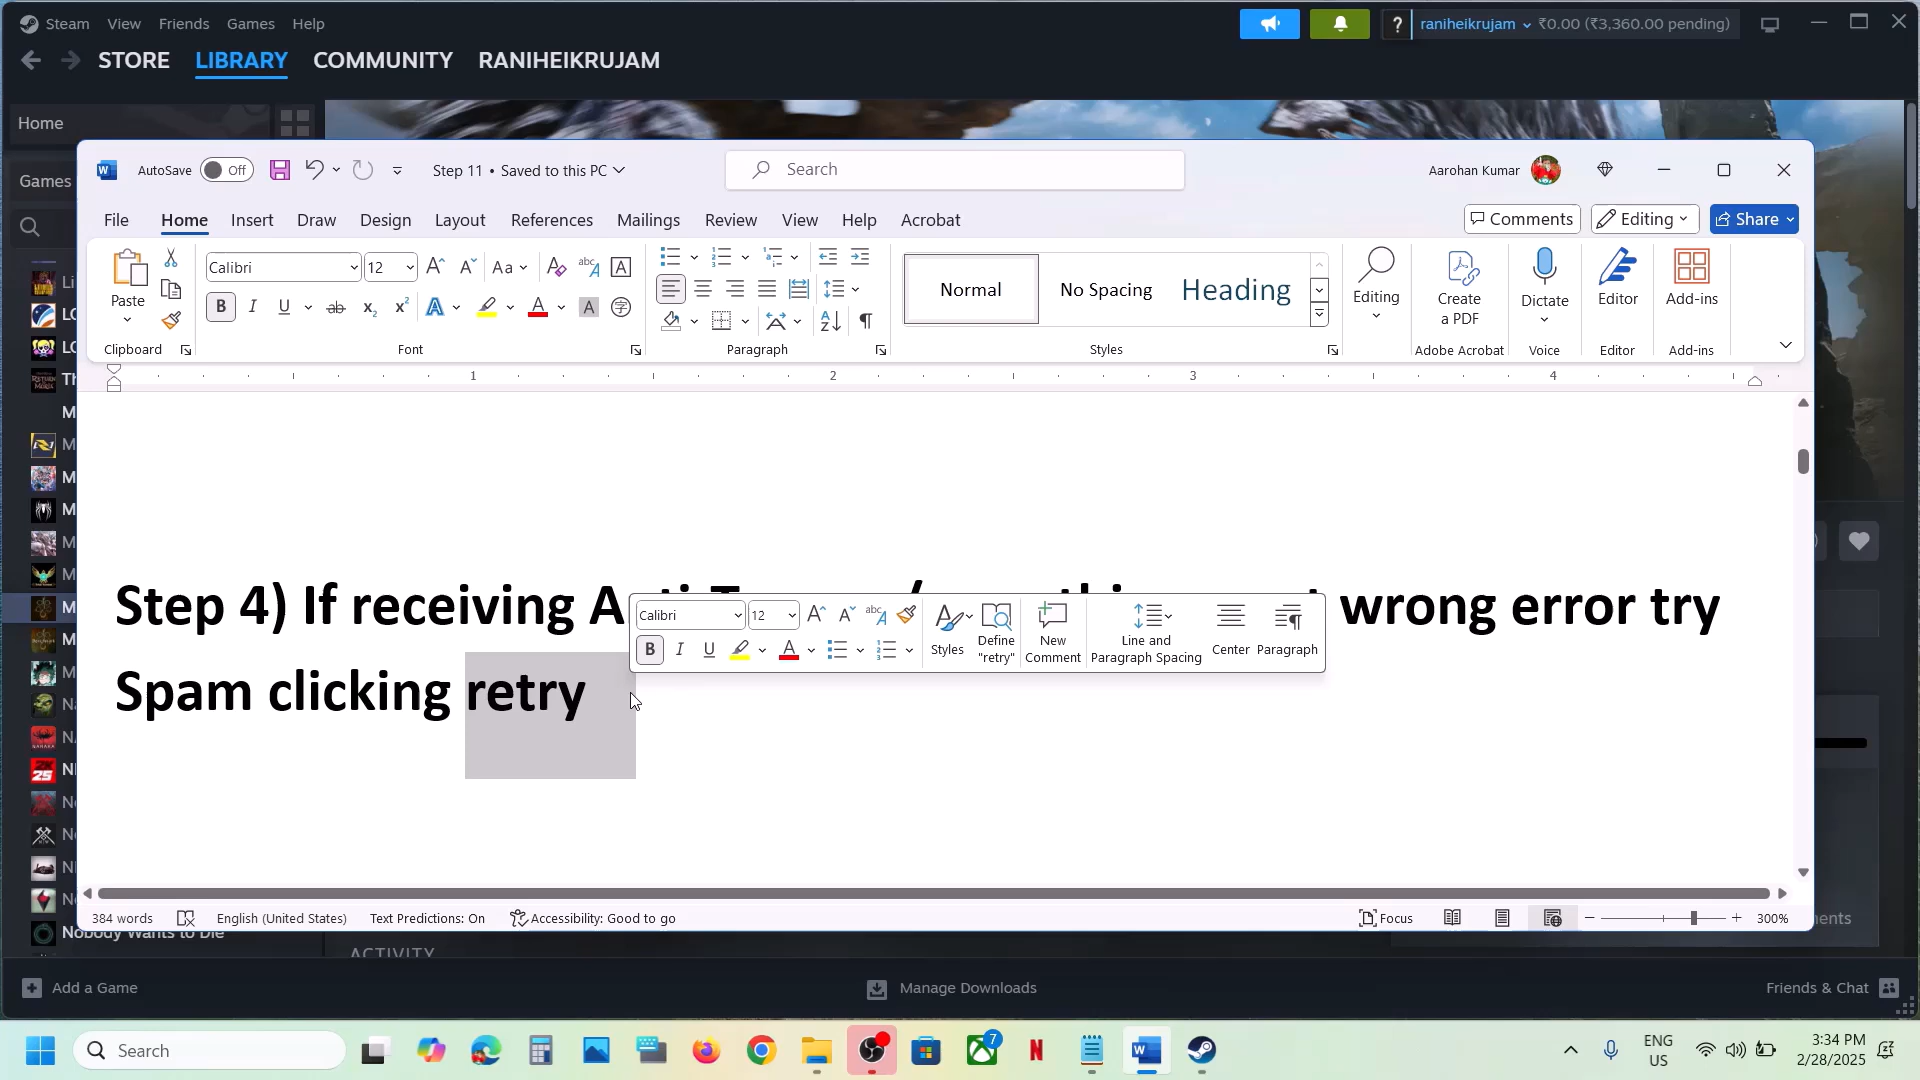 Steam View Friends Games Help
? raniheikrujam ₹0.00 (₹3,360.00 pending)
STORE LIBRARY COMMUNITY RANIHEIKRUJAM
Home
Games
AutoSave Off Step 11 • Saved to this PC Search Aarohan Kumar
File Home Insert Draw Design Layout References Mailings Review View Help Acrobat Comments Editing Share
Paste Calibri 12 Normal No Spacing Heading Editing Create a PDF Dictate Editor Add-ins
Clipboard Font Paragraph Styles Adobe Acrobat Voice Editor Add-ins
1 2 3 4
Step 4) If receiving wrong error try
Spam clicking retry
Calibri 12 Styles Define "retry" New Comment Line and Paragraph Spacing Center Paragraph
384 words English (United States) Text Predictions: On Accessibility: Good to go Focus 300%
Nobody Wants to Die
ACTIVITY
Add a Game Manage Downloads Friends & Chat
Search 7 ENG US 3:34 PM 2/28/2025